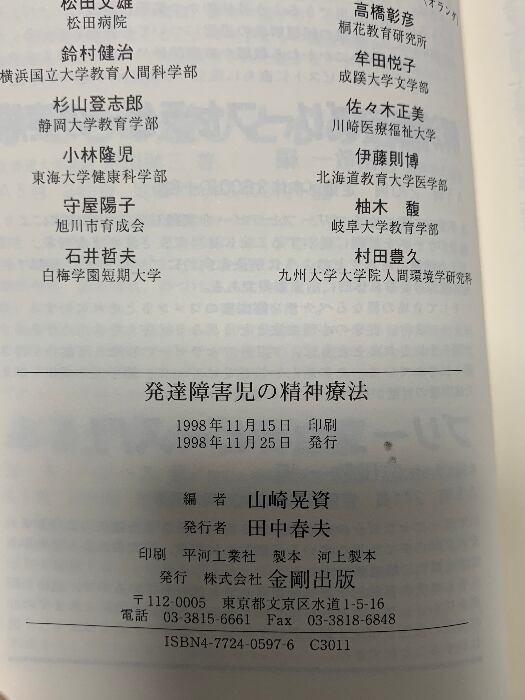 松田文雄
松田病院
鈴村健治
横浜国立大学教育人間科学部
杉山登志郎
静岡大学教育学部
小林隆児
東海大学健康科学部
守屋陽子
旭川市育成会
石井哲夫
白梅学園短期大学
(オランダ
高橋彰彦
桐花教育研究所
牟田悦子
成蹊大学文学部
佐々木正美
川崎医療福祉大学
伊藤則博
北海道教育大学医学部
柚木 馥
岐阜大学教育学部
村田豊久
九州大学大学院人間環境学研究科
発達障害児の精神療法
1998年11月15日 印刷
1998年11月25日 発行
編 者 山崎晃資
発行者 田中春夫
印刷 平河工業社 製本 河上製本
発行 株式会社 金剛出版
〒112-0005 東京都文京区水道1-5-16
電話 03-3815-6661 Fax 03-3818-6848
ISBN4-7724-0597-6 C3011